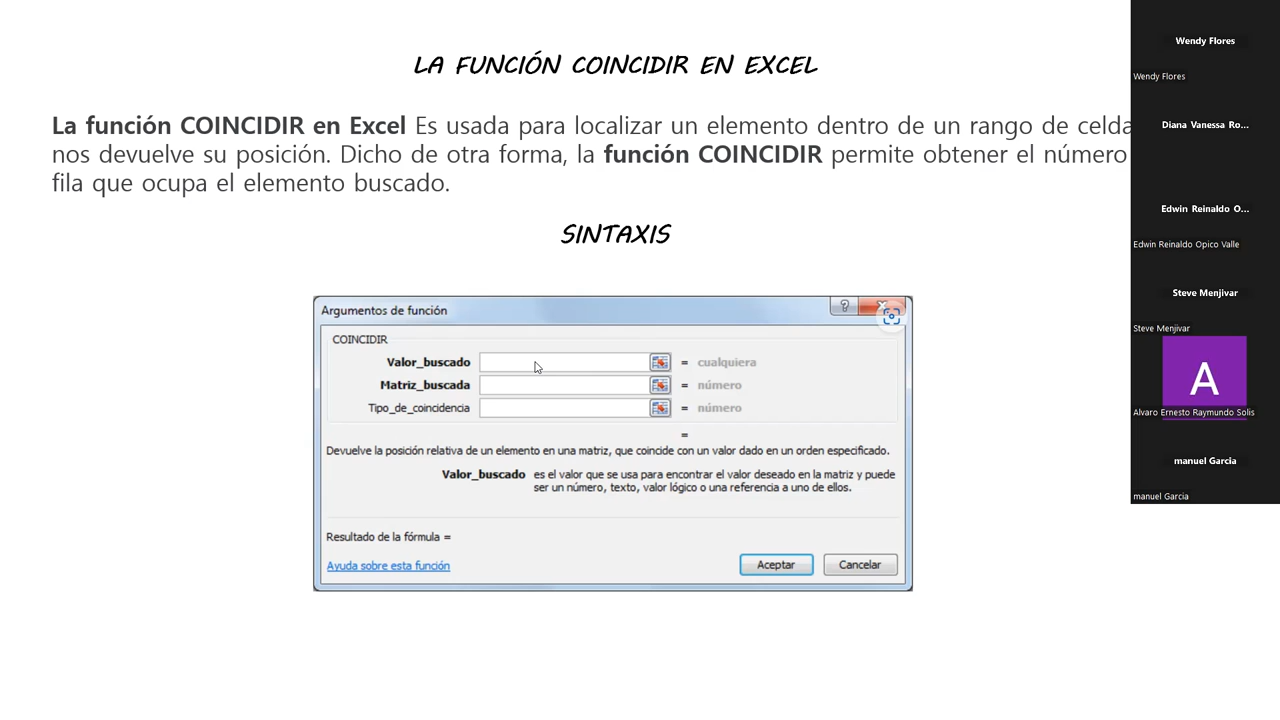 LA FUNCIÓN COINCIDIR EN EXCEL
La función COINCIDIR en Excel Es usada para localizar un elemento dentro de un rango de celda
nos devuelve su posición. Dicho de otra forma, la función COINCIDIR permite obtener el número
fila que ocupa el elemento buscado.
SINTAXIS
Argumentos de función
?
COINCIDIR
Valor_buscado = cualquiera
Matriz_buscada = número
Tipo_de_coincidencia = número
=
Devuelve la posición relativa de un elemento en una matriz, que coincide con un valor dado en un orden especificado.
Valor_buscado es el valor que se usa para encontrar el valor deseado en la matriz y puede
ser un número, texto, valor lógico o una referencia a uno de ellos.
Resultado de la fórmula =
Ayuda sobre esta función
Aceptar
Cancelar
Wendy Flores
Wendy Flores
Diana Vanessa Ro...
Edwin Reinaldo O...
Edwin Reinaldo Opico Valle
Steve Menjivar
Steve Menjivar
A
Alvaro Ernesto Raymundo Solis
manuel Garcia
manuel Garcia